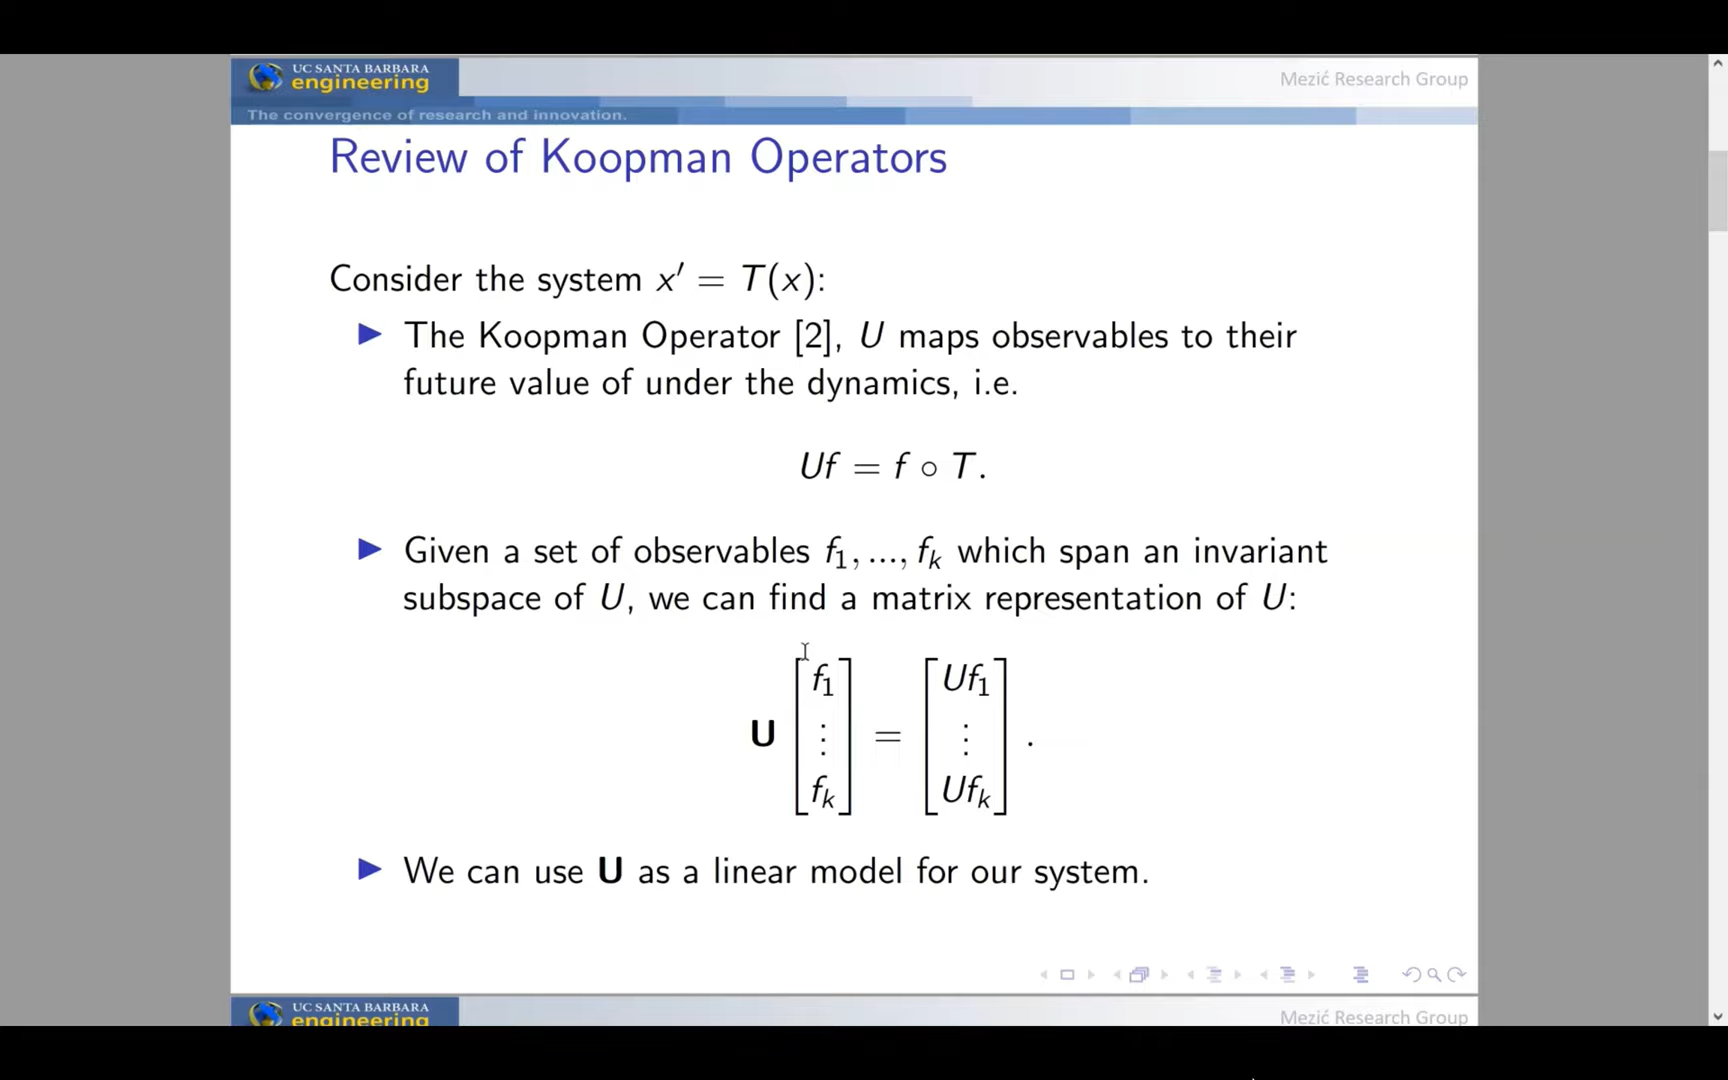 UC SANTA BARBARA
engineering
Mezić Research Group
The convergence of research and innovation.
Review of Koopman Operators
Consider the system x′ = T(x):
▶ The Koopman Operator [2], U maps observables to their
future value of under the dynamics, i.e.
Uf = f ∘ T.
▶ Given a set of observables f₁, ..., fₖ which span an invariant
subspace of U, we can find a matrix representation of U:
U [f₁ ⋮ fₖ] = [Uf₁ ⋮ Ufₖ].
▶ We can use U as a linear model for our system.
UC SANTA BARBARA
engineering
Mezić Research Group